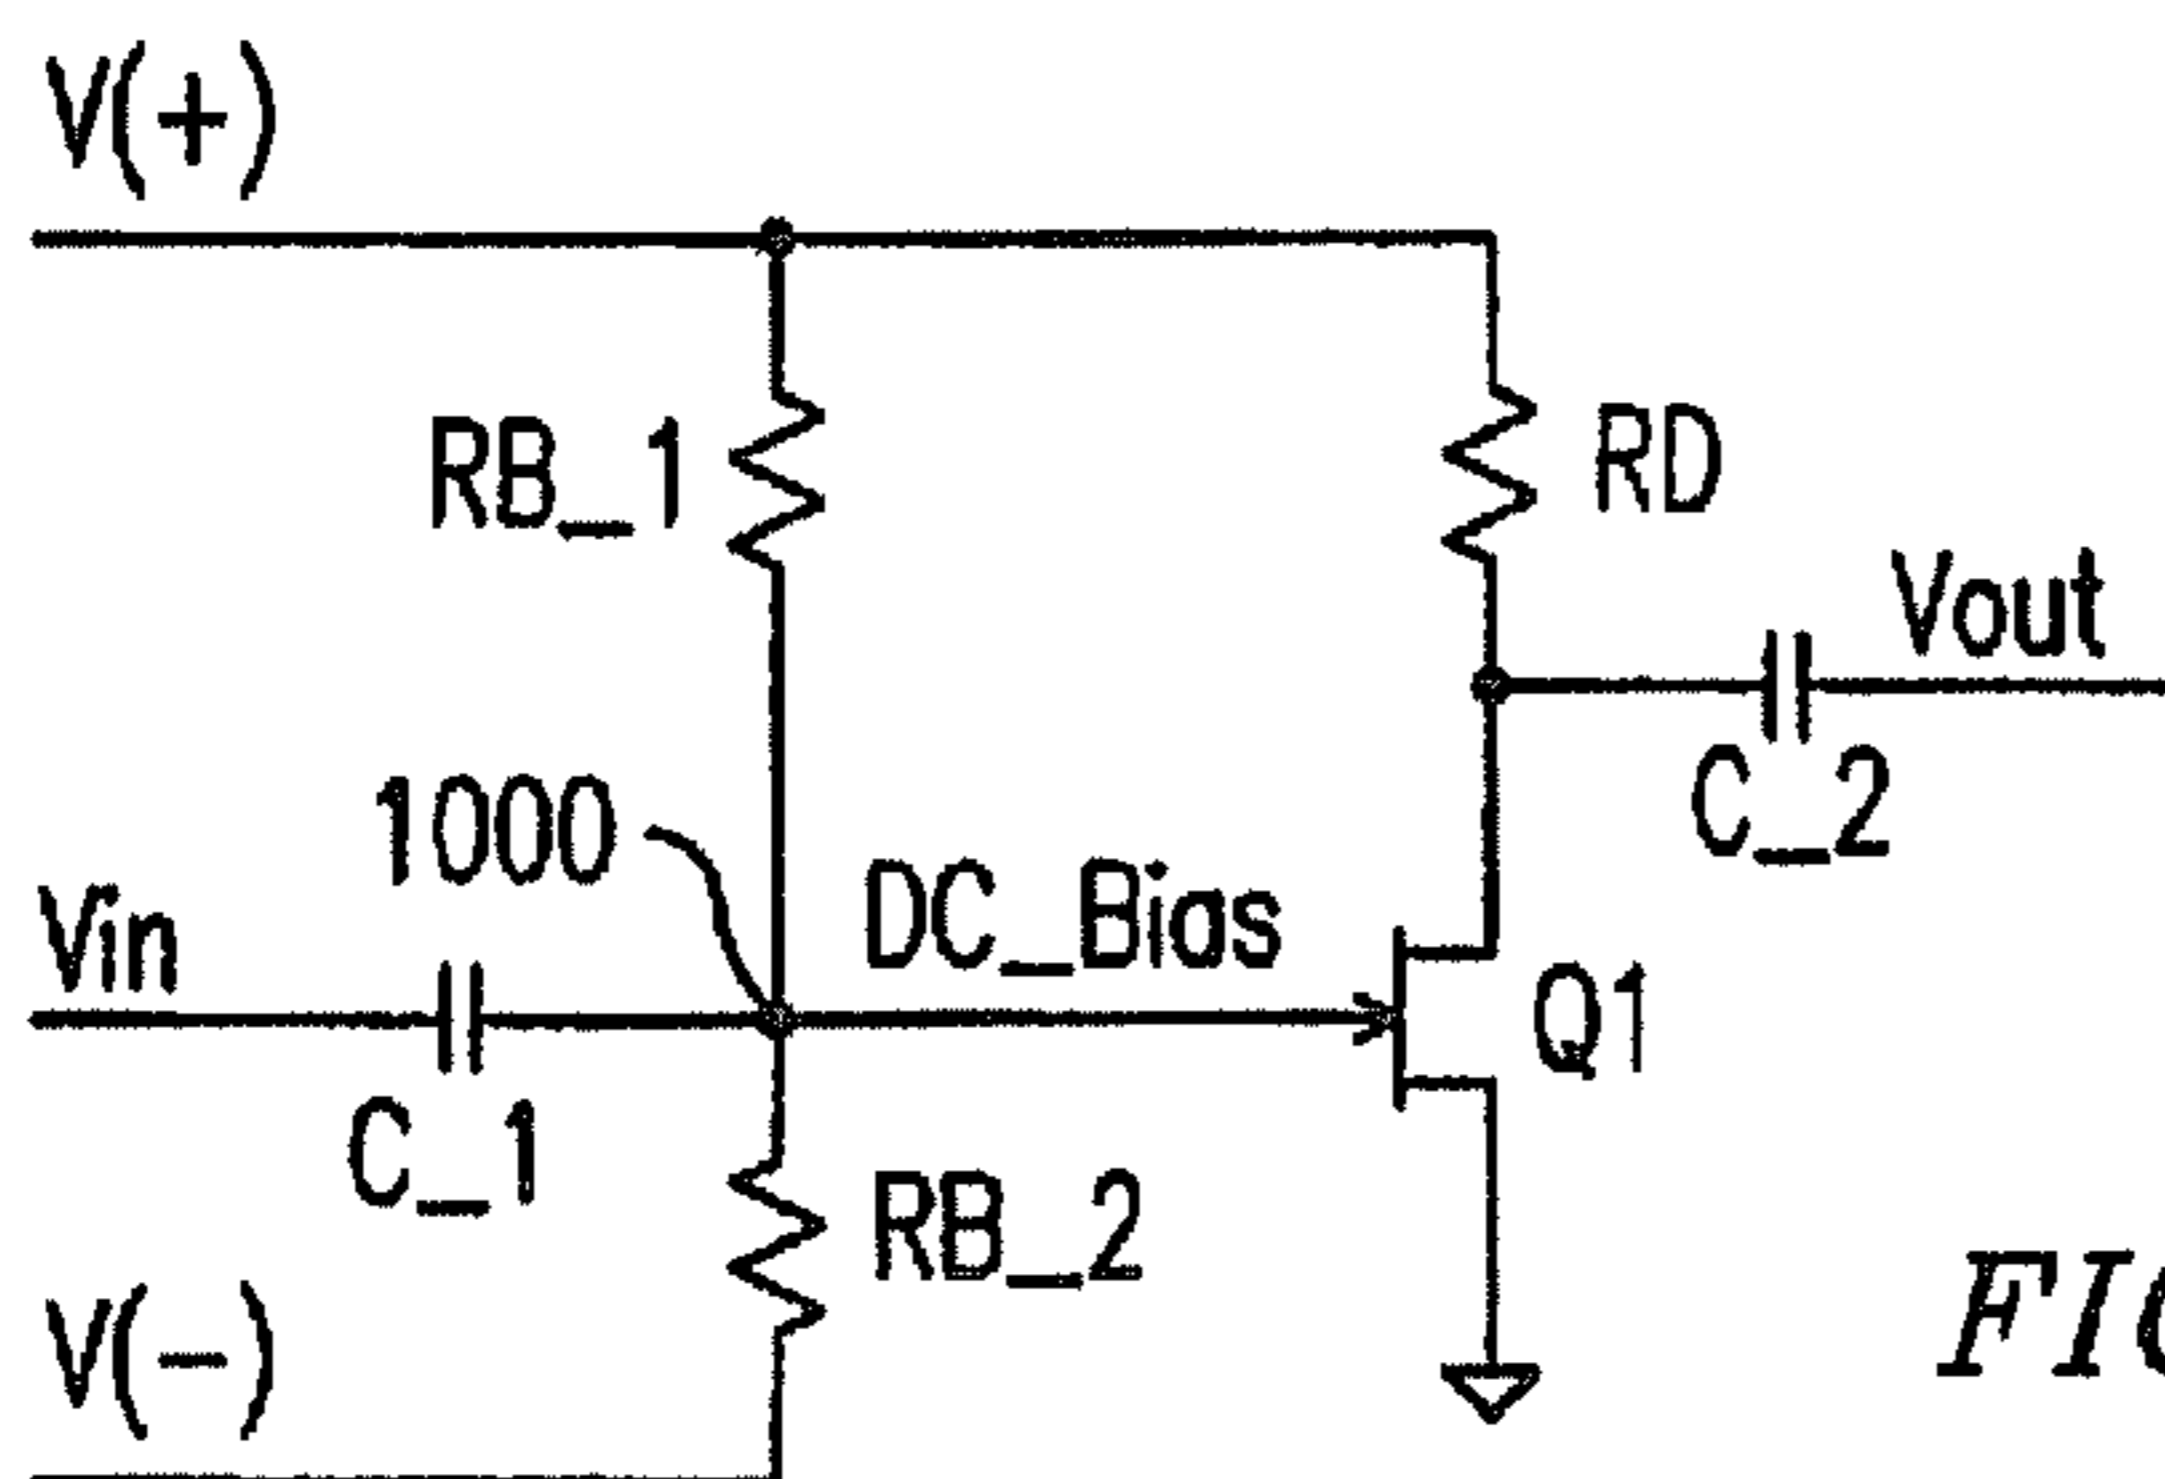 V(+)
RB_1
RD
Vout
1000
C_2
Vin
DC_Bias
Q1
C_1
RB_2
V(-)